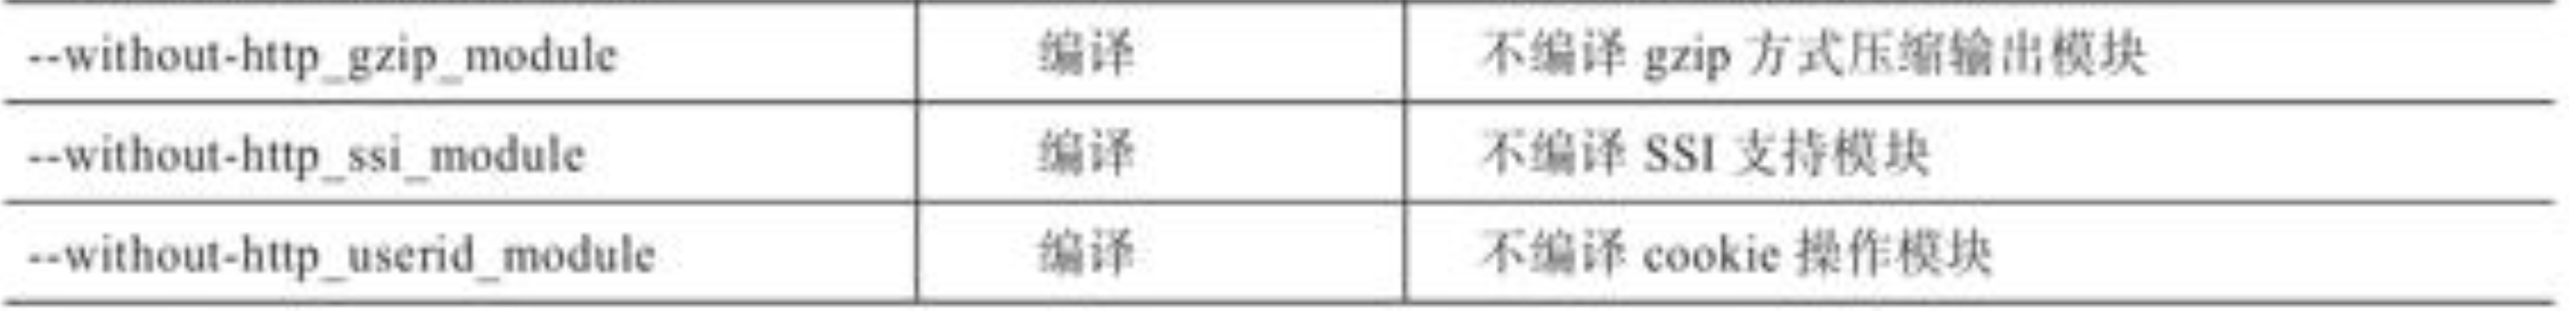 --without-http_gzip_module 编译 不编译 gzip 方式压缩输出模块
--without-http_ssi_module 编译 不编译 SSI 支持模块
--without-http_userid_module 编译 不编译 cookie 操作模块